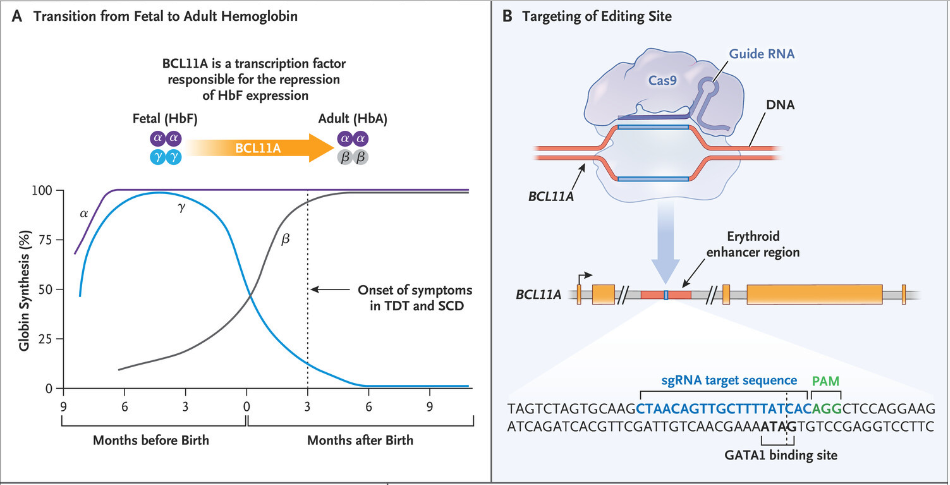 A Transition from Fetal to Adult Hemoglobin
BCL11A is a transcription factor
responsible for the repression
of HbF expression
Fetal (HbF)
Adult (HbA)
α α
γ γ
BCL11A
α α
β β
Globin Synthesis (%)
100
75
50
25
0
α
γ
β
Onset of symptoms
in TDT and SCD
9 6 3 0 3 6 9
Months before Birth
Months after Birth
B Targeting of Editing Site
Guide RNA
Cas9
DNA
BCL11A
Erythroid
enhancer region
BCL11A
sgRNA target sequence
PAM
TAGTCTAGTGCAAGCTAACAGTTGCTTTTATCACAGGCTCCAGGAAG
ATCAGATCACGTTCGATTGTCAACGAAAATAGTGTCCGAGGTCCTTC
GATA1 binding site